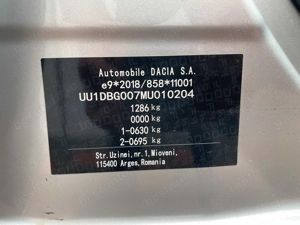 Automobile DACIA S.A.
e9*2018/858*11001
UU1DBG007MU010204
1286 kg
0000 kg
1-0630 kg
2-0695 kg
Str. Uzinei, nr. 1, Mioveni,
115400 Arges, Romania